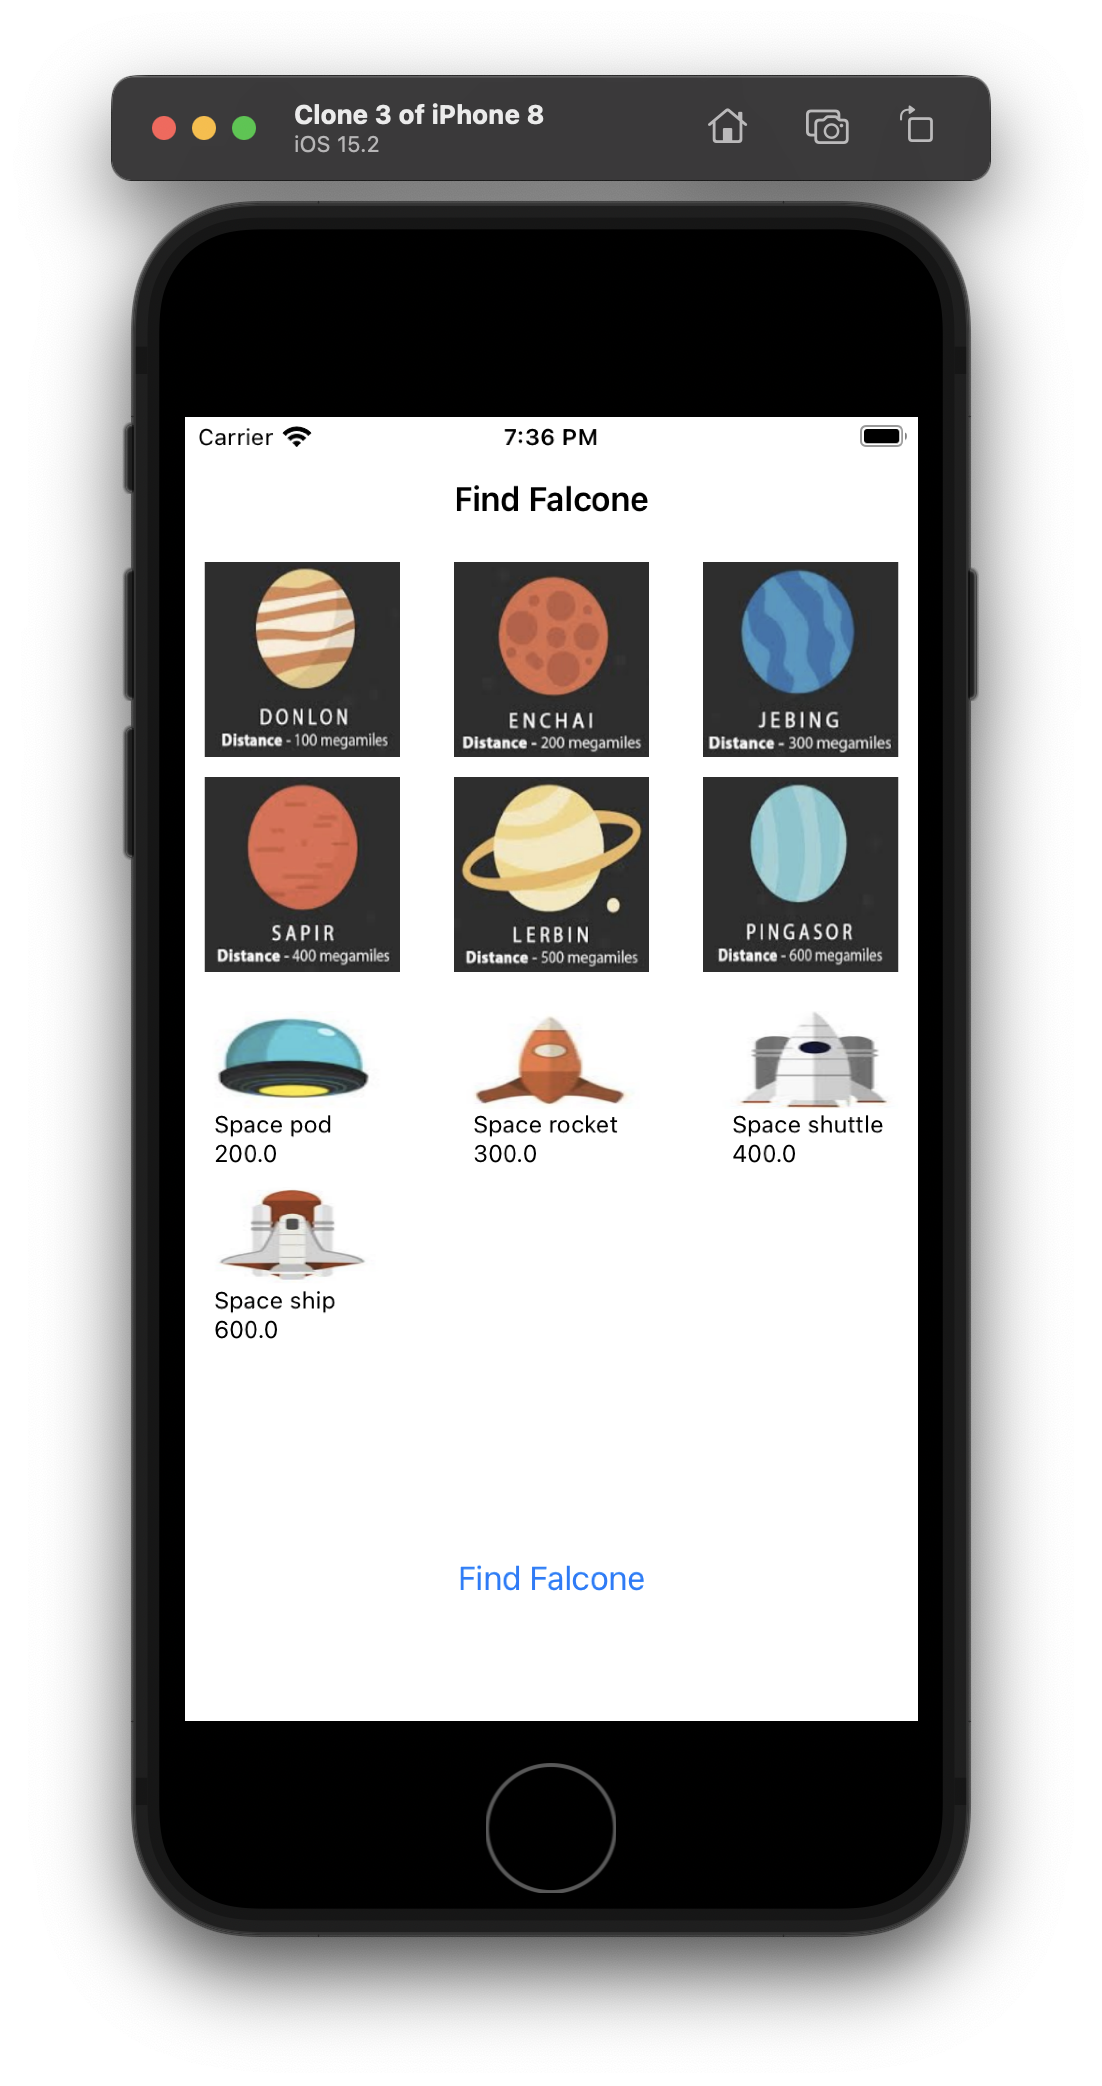 Clone 3 of iPhone 8
iOS 15.2
Carrier 7:36 PM
Find Falcone
DONLON
Distance - 100 megamiles
ENCHAI
Distance - 200 megamiles
JEBING
Distance - 300 megamiles
SAPIR
Distance - 400 megamiles
LERBIN
Distance - 500 megamiles
PINGASOR
Distance - 600 megamiles
Space pod
200.0
Space rocket
300.0
Space shuttle
400.0
Space ship
600.0
Find Falcone